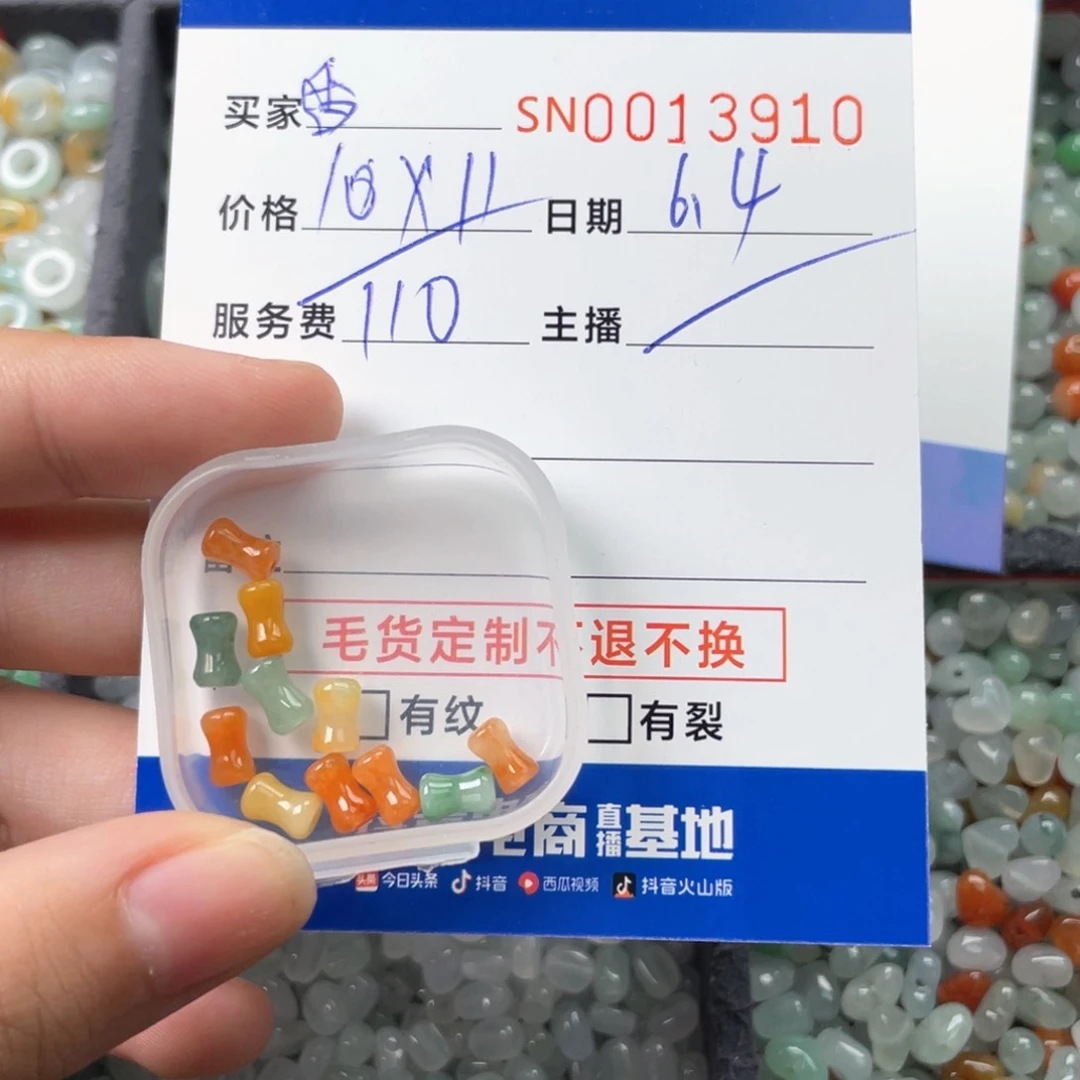 买家 SN0013910
价格 10X11 日期 6.4
服务费 110 主播
毛货定制不退不换
有纹 有裂
电商直播基地
头条 今日头条 抖音 西瓜视频 抖音火山版